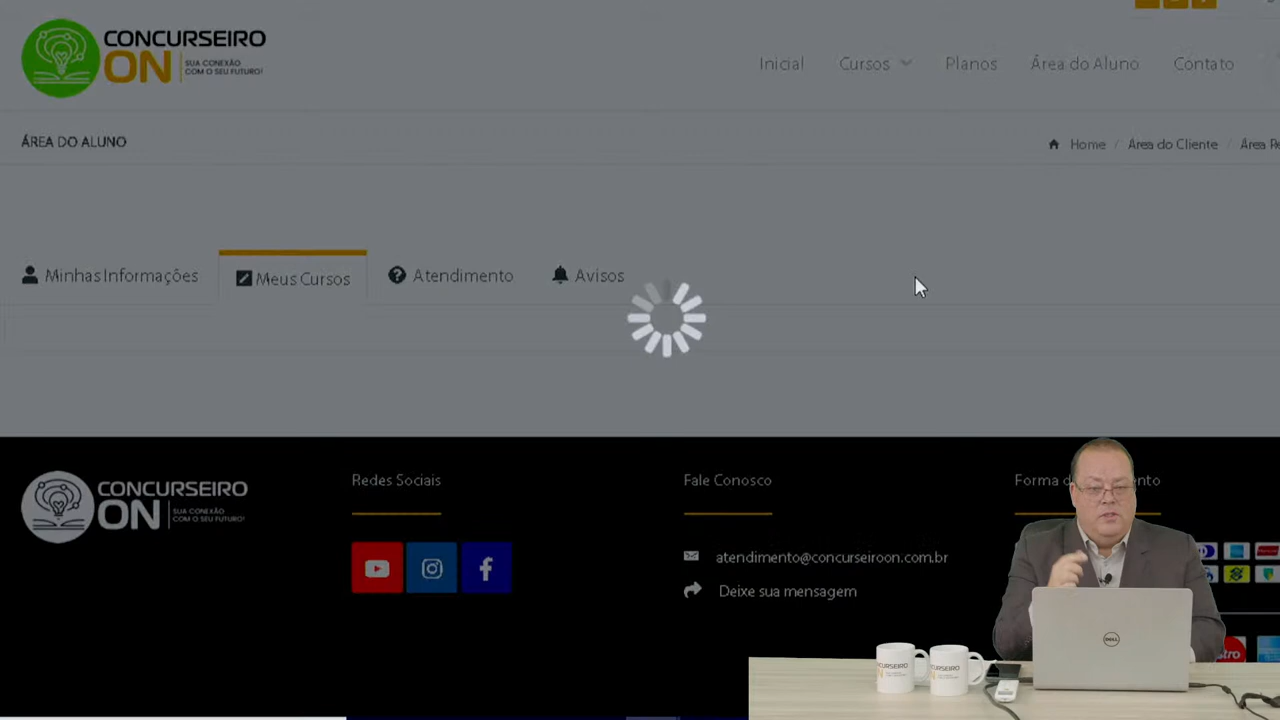 CONCURSEIRO
ON
SUA CONEXÃO
COM O SEU FUTURO!
Inicial
Cursos
Planos
Área do Aluno
Contato
ÁREA DO ALUNO
Home / Área do Cliente / Área
Minhas Informações
Meus Cursos
Atendimento
Avisos
CONCURSEIRO
ON
SUA CONEXÃO
COM O SEU FUTURO!
Redes Sociais
Fale Conosco
Forma
atendimento@concurseiroon.com.br
Deixe sua mensagem
DELL